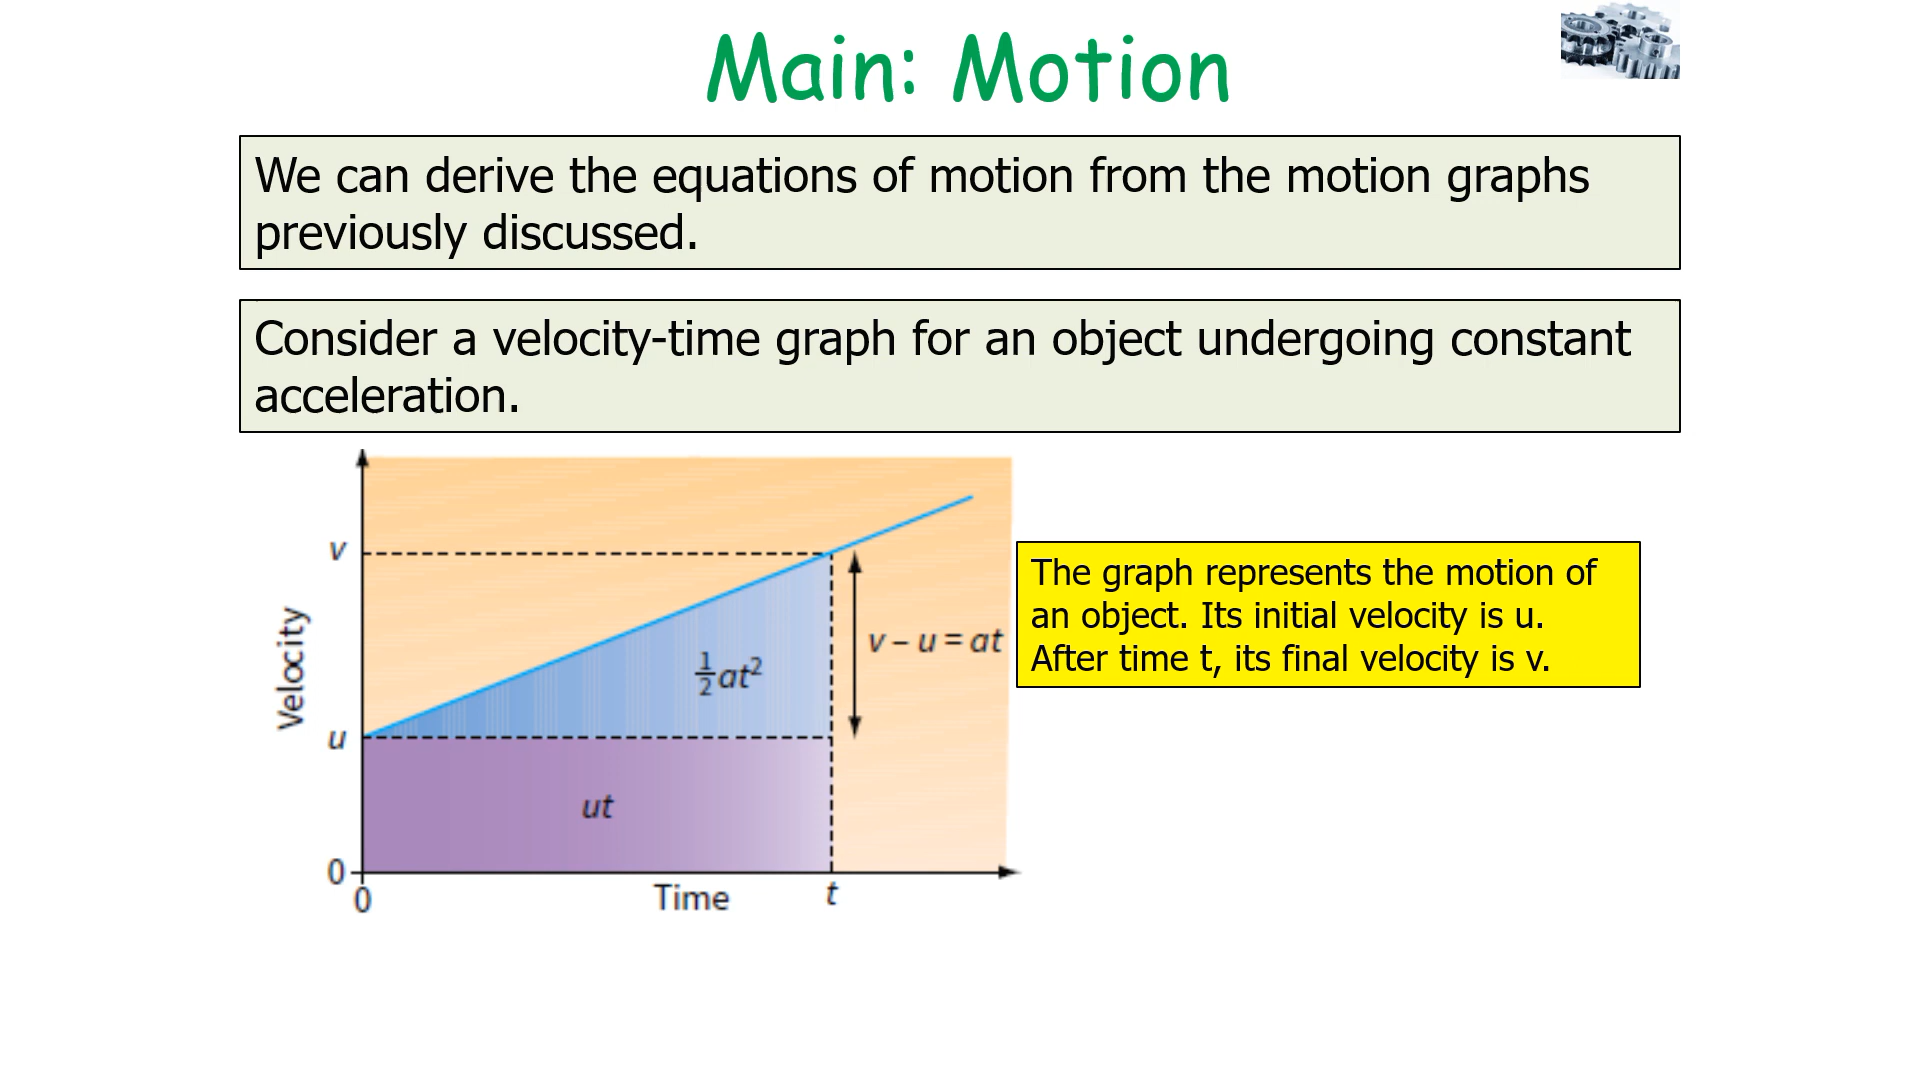 Main: Motion
We can derive the equations of motion from the motion graphs
previously discussed.
Consider a velocity-time graph for an object undergoing constant
acceleration.
v
Velocity
v – u = at
½at²
u
ut
0
0
Time
t
The graph represents the motion of
an object. Its initial velocity is u.
After time t, its final velocity is v.